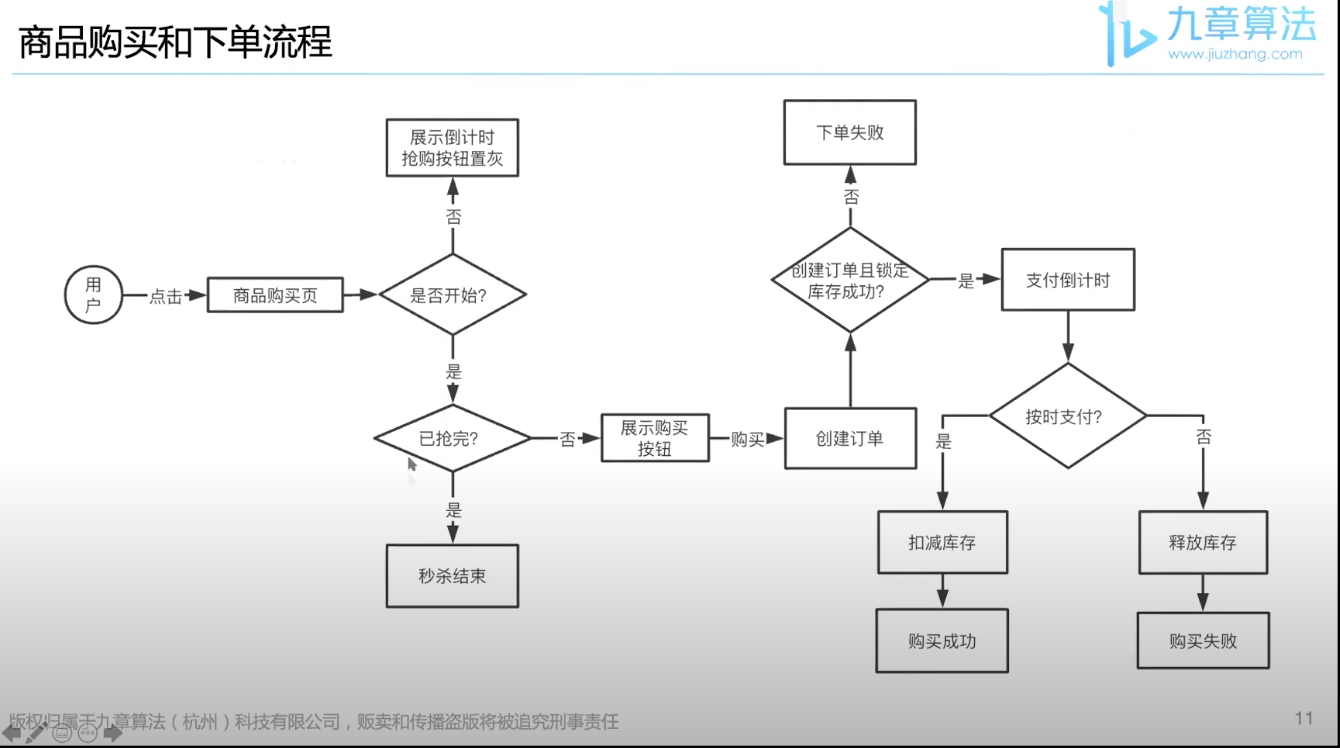 商品购买和下单流程
九章算法
www.jiuzhang.com
展示倒计时
抢购按钮置灰
否
用
户
点击
商品购买页
是否开始?
是
已抢完?
否
展示购买
按钮
购买
创建订单
是
秒杀结束
下单失败
否
创建订单且锁定
库存成功?
是
支付倒计时
按时支付?
是
否
扣减库存
释放库存
购买成功
购买失败
版权归属于九章算法（杭州）科技有限公司，贩卖和传播盗版将被追究刑事责任
11